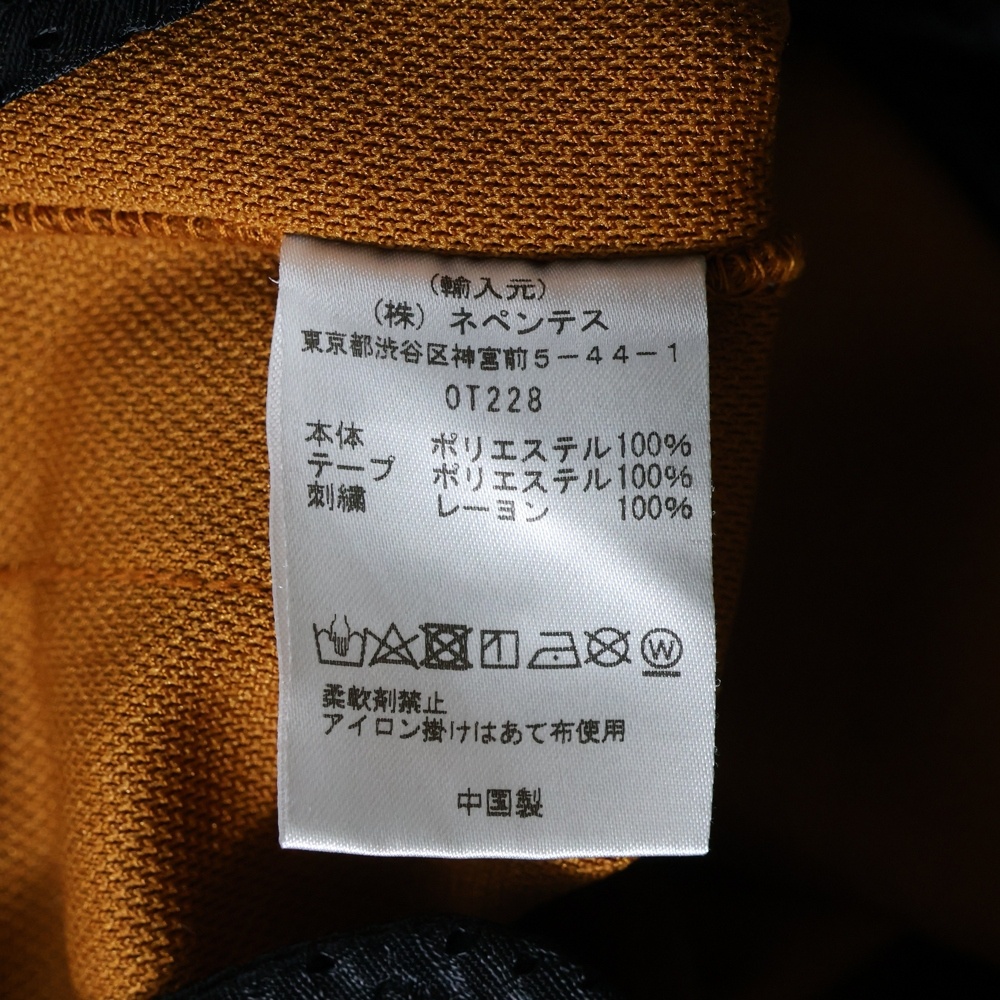 (輸入元)
(株) ネペンテス
東京都渋谷区神宮前5-44-1
OT228
本体 ポリエステル100%
テープ ポリエステル100%
刺繍 レーヨン 100%
W
柔軟剤禁止
アイロン掛けはあて布使用
中国製